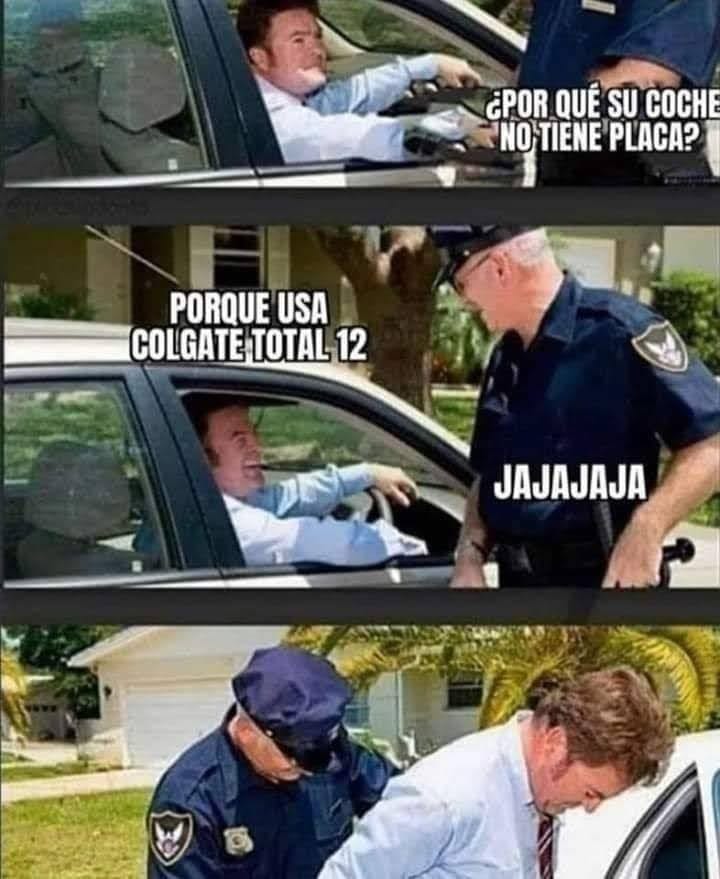 ¿POR QUÉ SU COCHE
NO TIENE PLACA?
PORQUE USA
COLGATE TOTAL 12
JAJAJAJA